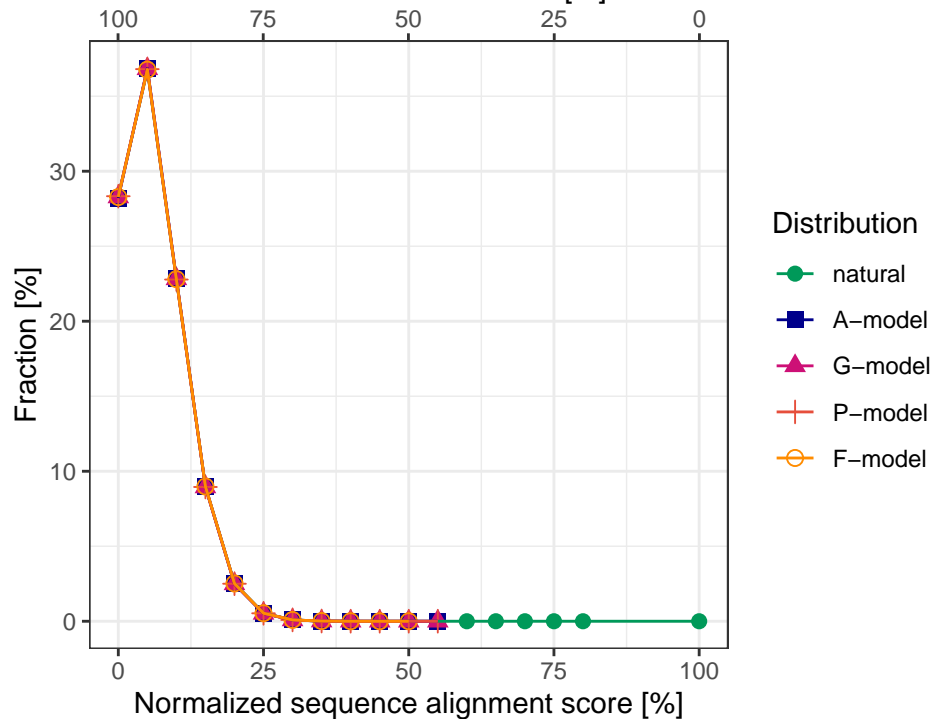 100 75 50 25 0
30
20
10
0
Fraction [%]
0 25 50 75 100
Normalized sequence alignment score [%]
Distribution
natural
A−model
G−model
P−model
F−model